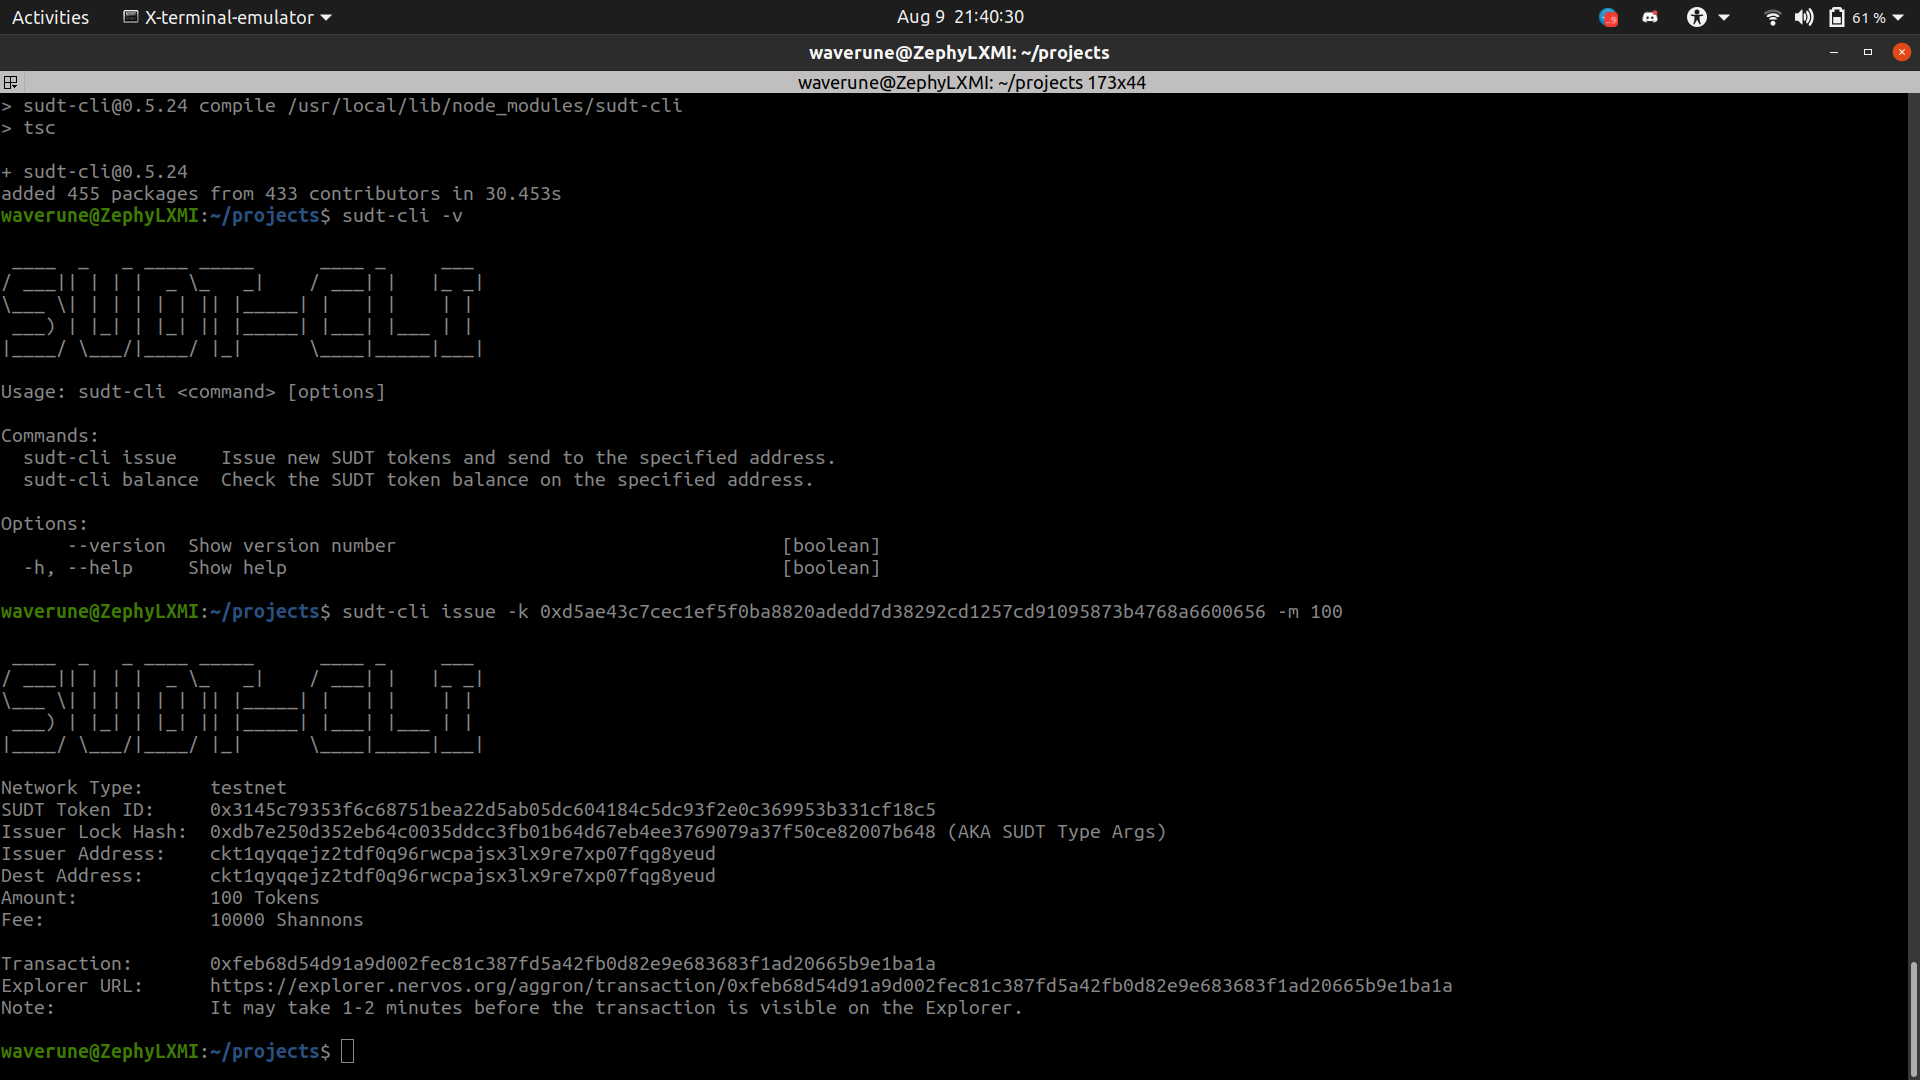 Activities X-terminal-emulator Aug 9 21:40:30 61 %
waverune@ZephyLXMI: ~/projects
waverune@ZephyLXMI: ~/projects 173x44
> sudt-cli@0.5.24 compile /usr/local/lib/node_modules/sudt-cli
> tsc
+ sudt-cli@0.5.24
added 455 packages from 433 contributors in 30.453s
waverune@ZephyLXMI:~/projects$ sudt-cli -v
SUDT-CLI
Usage: sudt-cli <command> [options]
Commands:
sudt-cli issue Issue new SUDT tokens and send to the specified address.
sudt-cli balance Check the SUDT token balance on the specified address.
Options:
--version Show version number [boolean]
-h, --help Show help [boolean]
waverune@ZephyLXMI:~/projects$ sudt-cli issue -k 0xd5ae43c7cec1ef5f0ba8820adedd7d38292cd1257cd91095873b4768a6600656 -m 100
SUDT-CLI
Network Type: testnet
SUDT Token ID: 0x3145c79353f6c68751bea22d5ab05dc604184c5dc93f2e0c369953b331cf18c5
Issuer Lock Hash: 0xdb7e250d352eb64c0035ddcc3fb01b64d67eb4ee3769079a37f50ce82007b648 (AKA SUDT Type Args)
Issuer Address: ckt1qyqqejz2tdf0q96rwcpajsx3lx9re7xp07fqg8yeud
Dest Address: ckt1qyqqejz2tdf0q96rwcpajsx3lx9re7xp07fqg8yeud
Amount: 100 Tokens
Fee: 10000 Shannons
Transaction: 0xfeb68d54d91a9d002fec81c387fd5a42fb0d82e9e683683f1ad20665b9e1ba1a
Explorer URL: https://explorer.nervos.org/aggron/transaction/0xfeb68d54d91a9d002fec81c387fd5a42fb0d82e9e683683f1ad20665b9e1ba1a
Note: It may take 1-2 minutes before the transaction is visible on the Explorer.
waverune@ZephyLXMI:~/projects$